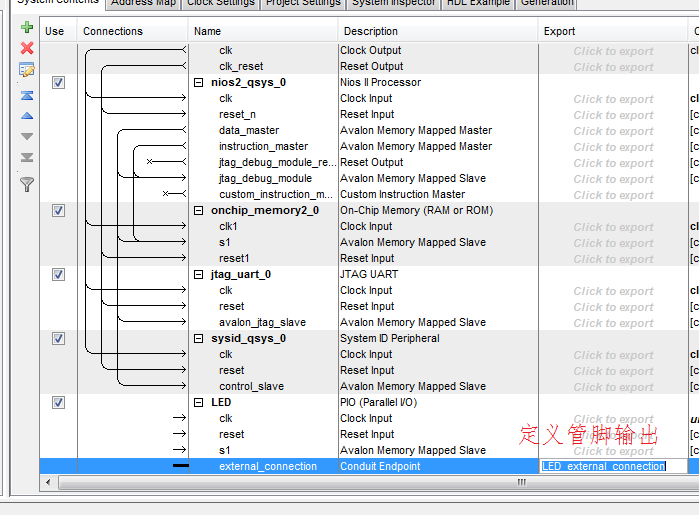 System Contents Address Map Clock Settings Project Settings System Inspector HDL Example Generation
Use Connections Name Description Export
clk Clock Output Click to export
clk_reset Reset Output Click to export
nios2_qsys_0 Nios II Processor
clk Clock Input Click to export
reset_n Reset Input Click to export
data_master Avalon Memory Mapped Master Click to export
instruction_master Avalon Memory Mapped Master Click to export
jtag_debug_module_re... Reset Output Click to export
jtag_debug_module Avalon Memory Mapped Slave Click to export
custom_instruction_m... Custom Instruction Master Click to export
onchip_memory2_0 On-Chip Memory (RAM or ROM)
clk1 Clock Input Click to export
s1 Avalon Memory Mapped Slave Click to export
reset1 Reset Input Click to export
jtag_uart_0 JTAG UART
clk Clock Input Click to export
reset Reset Input Click to export
avalon_jtag_slave Avalon Memory Mapped Slave Click to export
sysid_qsys_0 System ID Peripheral
clk Clock Input Click to export
reset Reset Input Click to export
control_slave Avalon Memory Mapped Slave Click to export
LED PIO (Parallel I/O)
clk Clock Input Click to export
reset Reset Input Click to export
定义管脚输出
s1 Avalon Memory Mapped Slave Click to export
external_connection Conduit Endpoint LED_external_connection